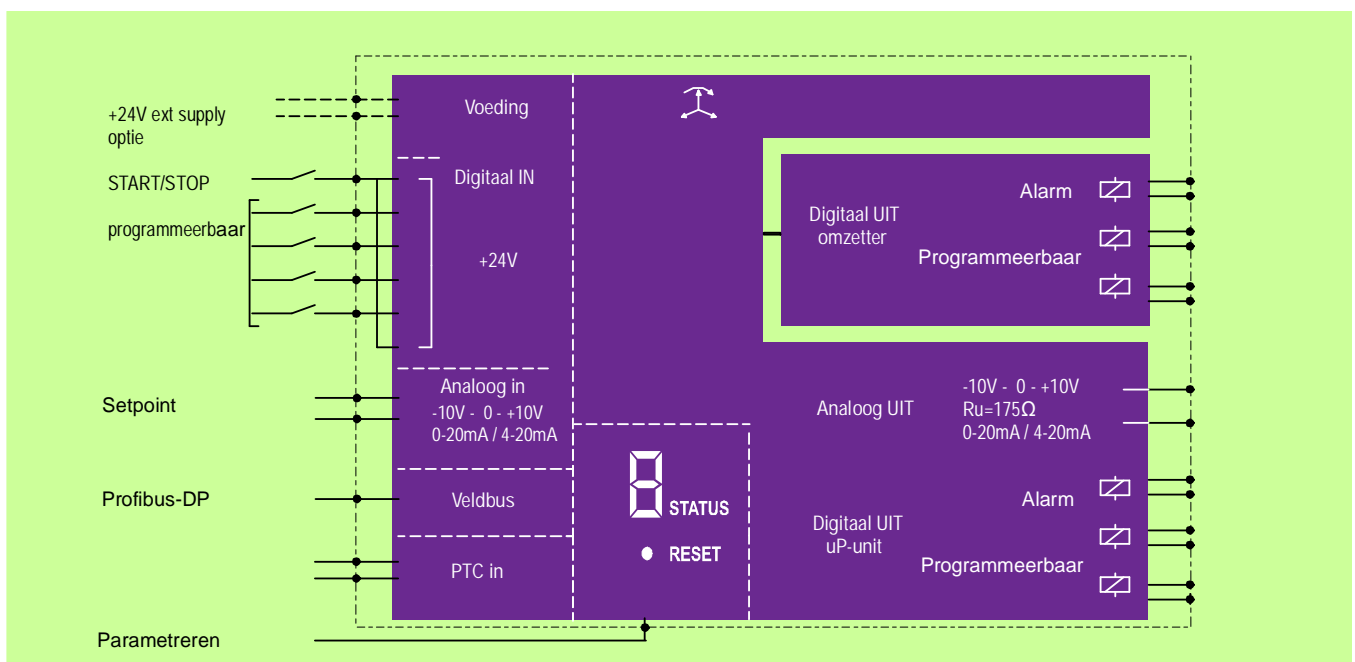 +24V ext supply
optie
START/STOP
programmeerbaar
Setpoint
Profibus-DP
Parametreren
Voeding
Digitaal IN
+24V
Analoog in
-10V - 0 - +10V
0-20mA / 4-20mA
Veldbus
PTC in
STATUS
RESET
Digitaal UIT
omzetter
Alarm
Programmeerbaar
Analoog UIT
-10V - 0 - +10V
Ru=175Ω
0-20mA / 4-20mA
Digitaal UIT
uP-unit
Alarm
Programmeerbaar